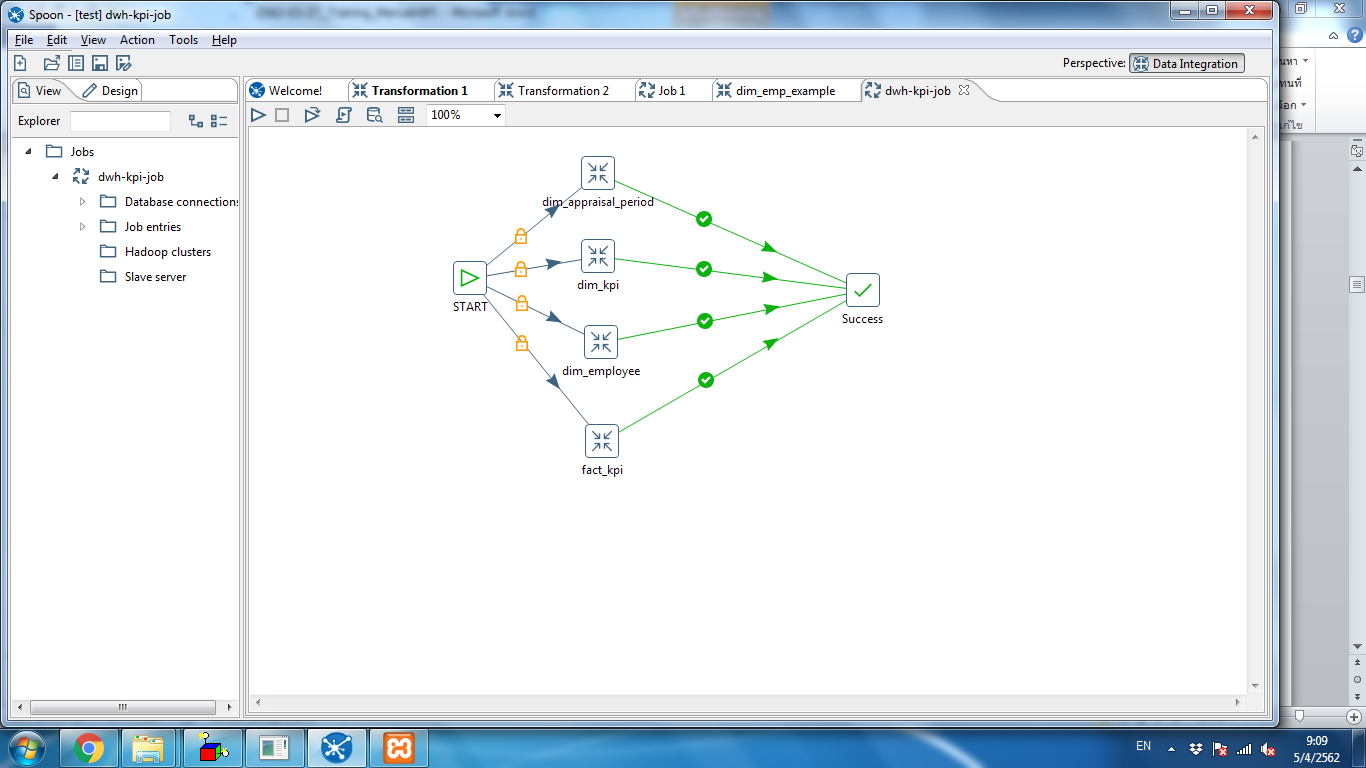 Spoon - [test] dwh-kpi-job
File Edit View Action Tools Help
Perspective: Data Integration
View Design
Welcome! Transformation 1 Transformation 2 Job 1 dim_emp_example dwh-kpi-job
Explorer
100%
Jobs
dwh-kpi-job
Database connections
Job entries
Hadoop clusters
Slave server
dim_appraisal_period
dim_kpi
START
Success
dim_employee
fact_kpi
EN
9:09
5/4/2562